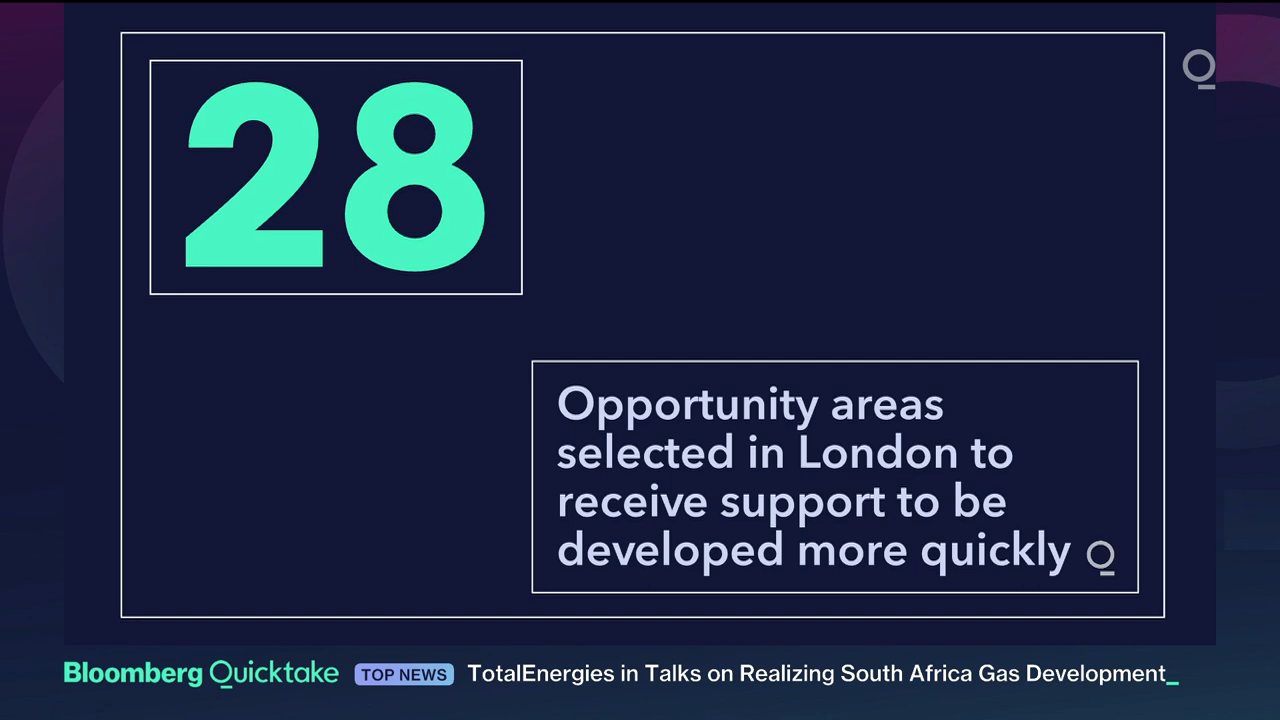 28
Opportunity areas
selected in London to
receive support to be
developed more quickly
Bloomberg Quicktake TOP NEWS TotalEnergies in Talks on Realizing South Africa Gas Development_